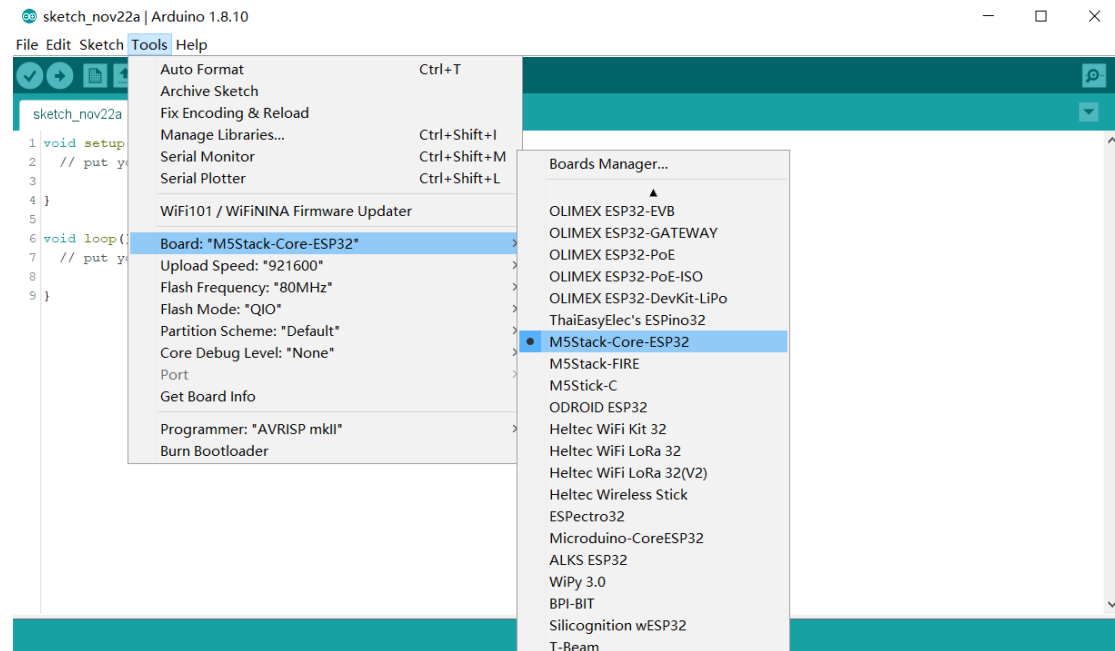 sketch_nov22a | Arduino 1.8.10
File Edit Sketch Tools Help
sketch_nov22a
1 void setup
2 // put yo
3
4 }
5
6 void loop()
7 // put yo
8
9 }
Auto Format Ctrl+T
Archive Sketch
Fix Encoding & Reload
Manage Libraries... Ctrl+Shift+I
Serial Monitor Ctrl+Shift+M
Serial Plotter Ctrl+Shift+L
WiFi101 / WiFiNINA Firmware Updater
Board: "M5Stack-Core-ESP32"
Upload Speed: "921600"
Flash Frequency: "80MHz"
Flash Mode: "QIO"
Partition Scheme: "Default"
Core Debug Level: "None"
Port
Get Board Info
Programmer: "AVRISP mkII"
Burn Bootloader
Boards Manager...
OLIMEX ESP32-EVB
OLIMEX ESP32-GATEWAY
OLIMEX ESP32-PoE
OLIMEX ESP32-PoE-ISO
OLIMEX ESP32-DevKit-LiPo
ThaiEasyElec's ESPino32
M5Stack-Core-ESP32
M5Stack-FIRE
M5Stick-C
ODROID ESP32
Heltec WiFi Kit 32
Heltec WiFi LoRa 32
Heltec WiFi LoRa 32(V2)
Heltec Wireless Stick
ESPectro32
Microduino-CoreESP32
ALKS ESP32
WiPy 3.0
BPI-BIT
Silicognition wESP32
T-Beam